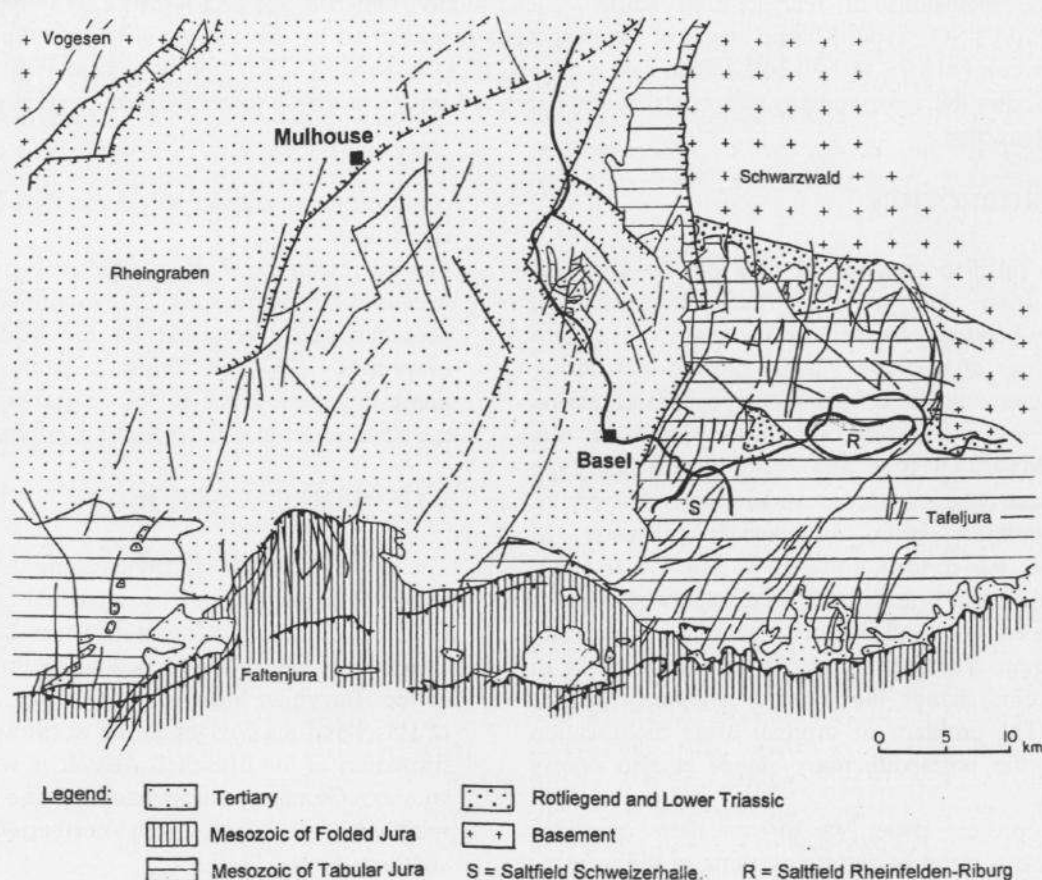 Vogesen
Mulhouse
Schwarzwald
Rheingraben
Basel
R
S
Tafeljura
Faltenjura
0 5 10
km
Legend:
Tertiary
Rotliegend and Lower Triassic
Mesozoic of Folded Jura
Basement
Mesozoic of Tabular Jura
S = Saltfield Schweizerhalle.
R = Saltfield Rheinfelden-Riburg